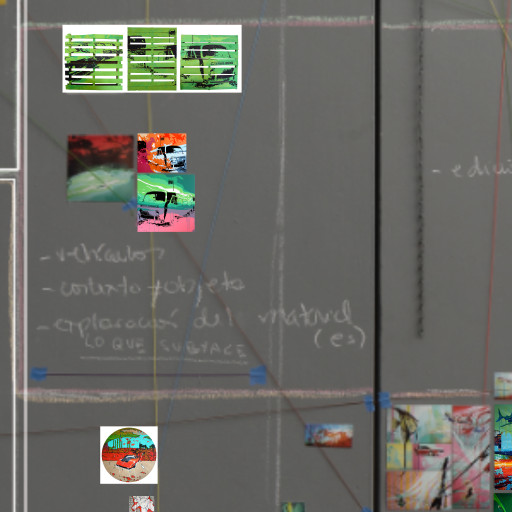 - vehículos
- contexto + objeto
- exploración del material
(es)
LO QUE SUBYACE